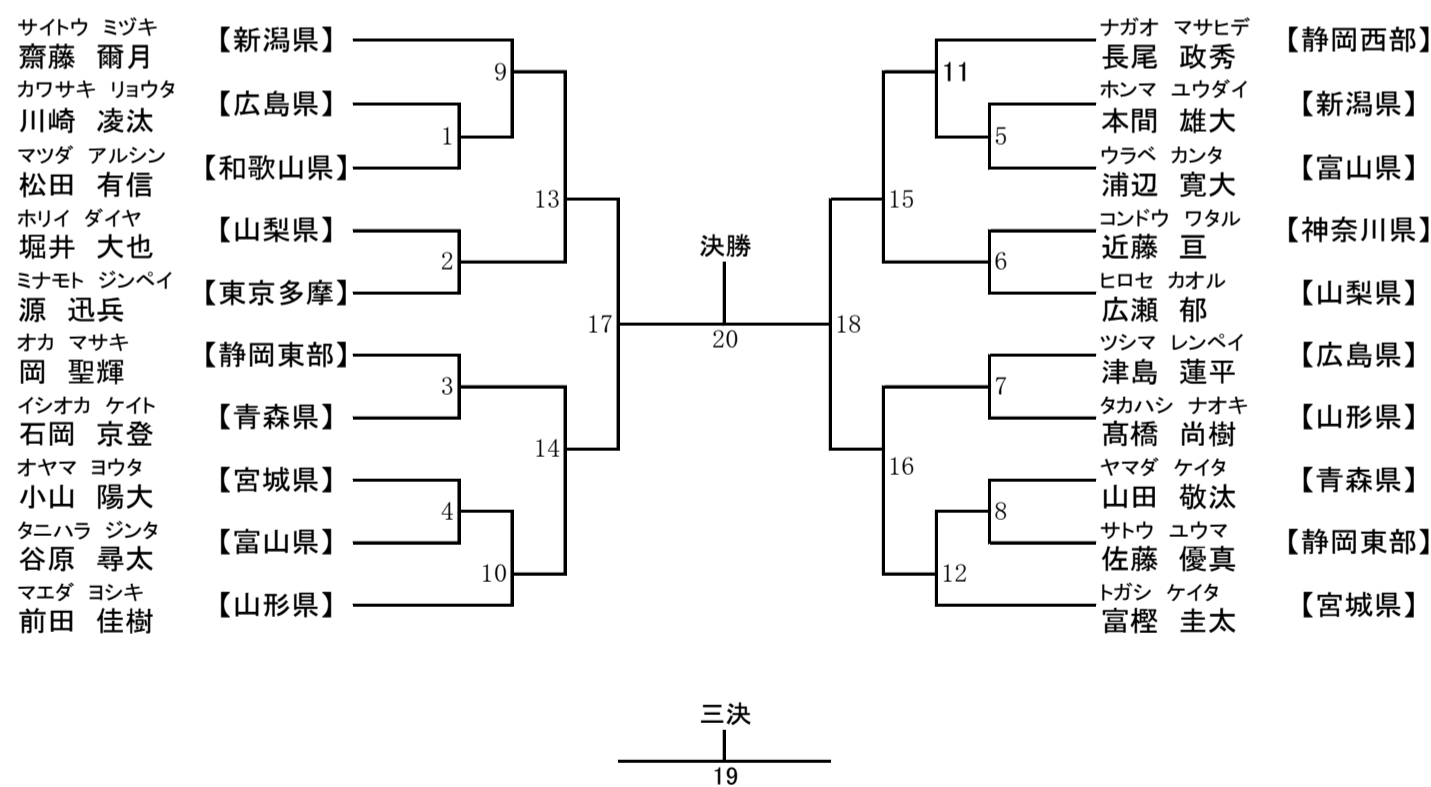 サイトウ ミヅキ
齋藤 爾月 【新潟県】
カワサキ リョウタ
川崎 凌汰 【広島県】
マツダ アルシン
松田 有信 【和歌山県】
ホリイ ダイヤ
堀井 大也 【山梨県】
ミナモト ジンペイ
源 迅兵 【東京多摩】
オカ マサキ
岡 聖輝 【静岡東部】
イシオカ ケイト
石岡 京登 【青森県】
オヤマ ヨウタ
小山 陽大 【宮城県】
タニハラ ジンタ
谷原 尋太 【富山県】
マエダ ヨシキ
前田 佳樹 【山形県】
9
1
13
2
17
3
14
4
10
決勝
20
11
5
15
6
18
7
16
8
12
ナガオ マサヒデ
長尾 政秀 【静岡西部】
ホンマ ユウダイ
本間 雄大 【新潟県】
ウラベ カンタ
浦辺 寛大 【富山県】
コンドウ ワタル
近藤 亘 【神奈川県】
ヒロセ カオル
広瀬 郁 【山梨県】
ツシマ レンペイ
津島 蓮平 【広島県】
タカハシ ナオキ
髙橋 尚樹 【山形県】
ヤマダ ケイタ
山田 敬汰 【青森県】
サトウ ユウマ
佐藤 優真 【静岡東部】
トガシ ケイタ
富樫 圭太 【宮城県】
三決
19